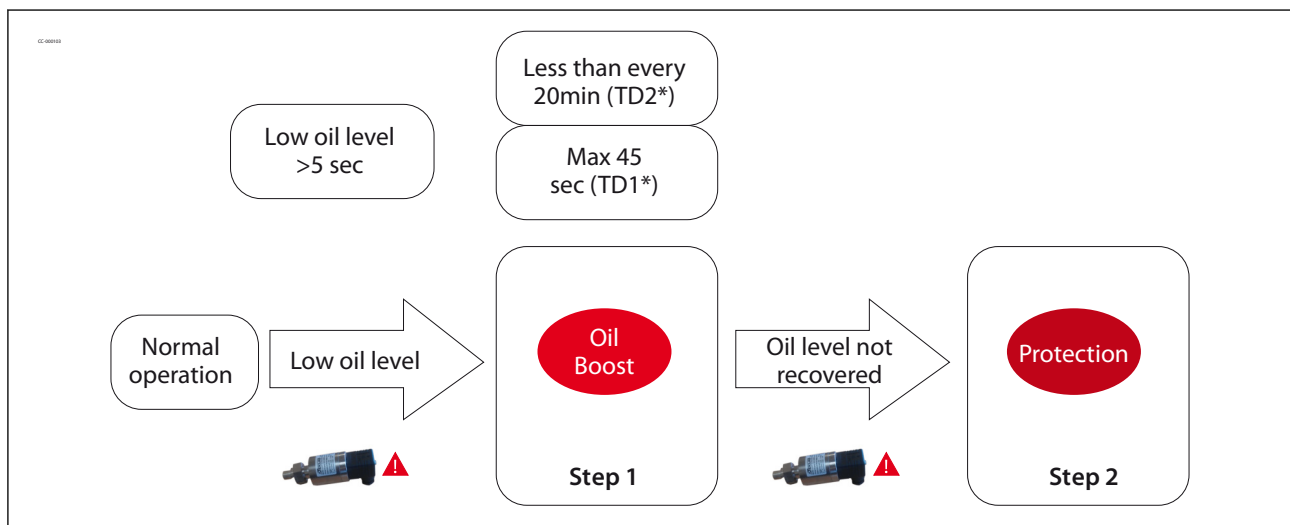 CC-000103
Less than every
20min (TD2*)
Low oil level
>5 sec
Max 45
sec (TD1*)
Normal
operation
Low oil level
Oil
Boost
Oil level not
recovered
Protection
Step 1
Step 2